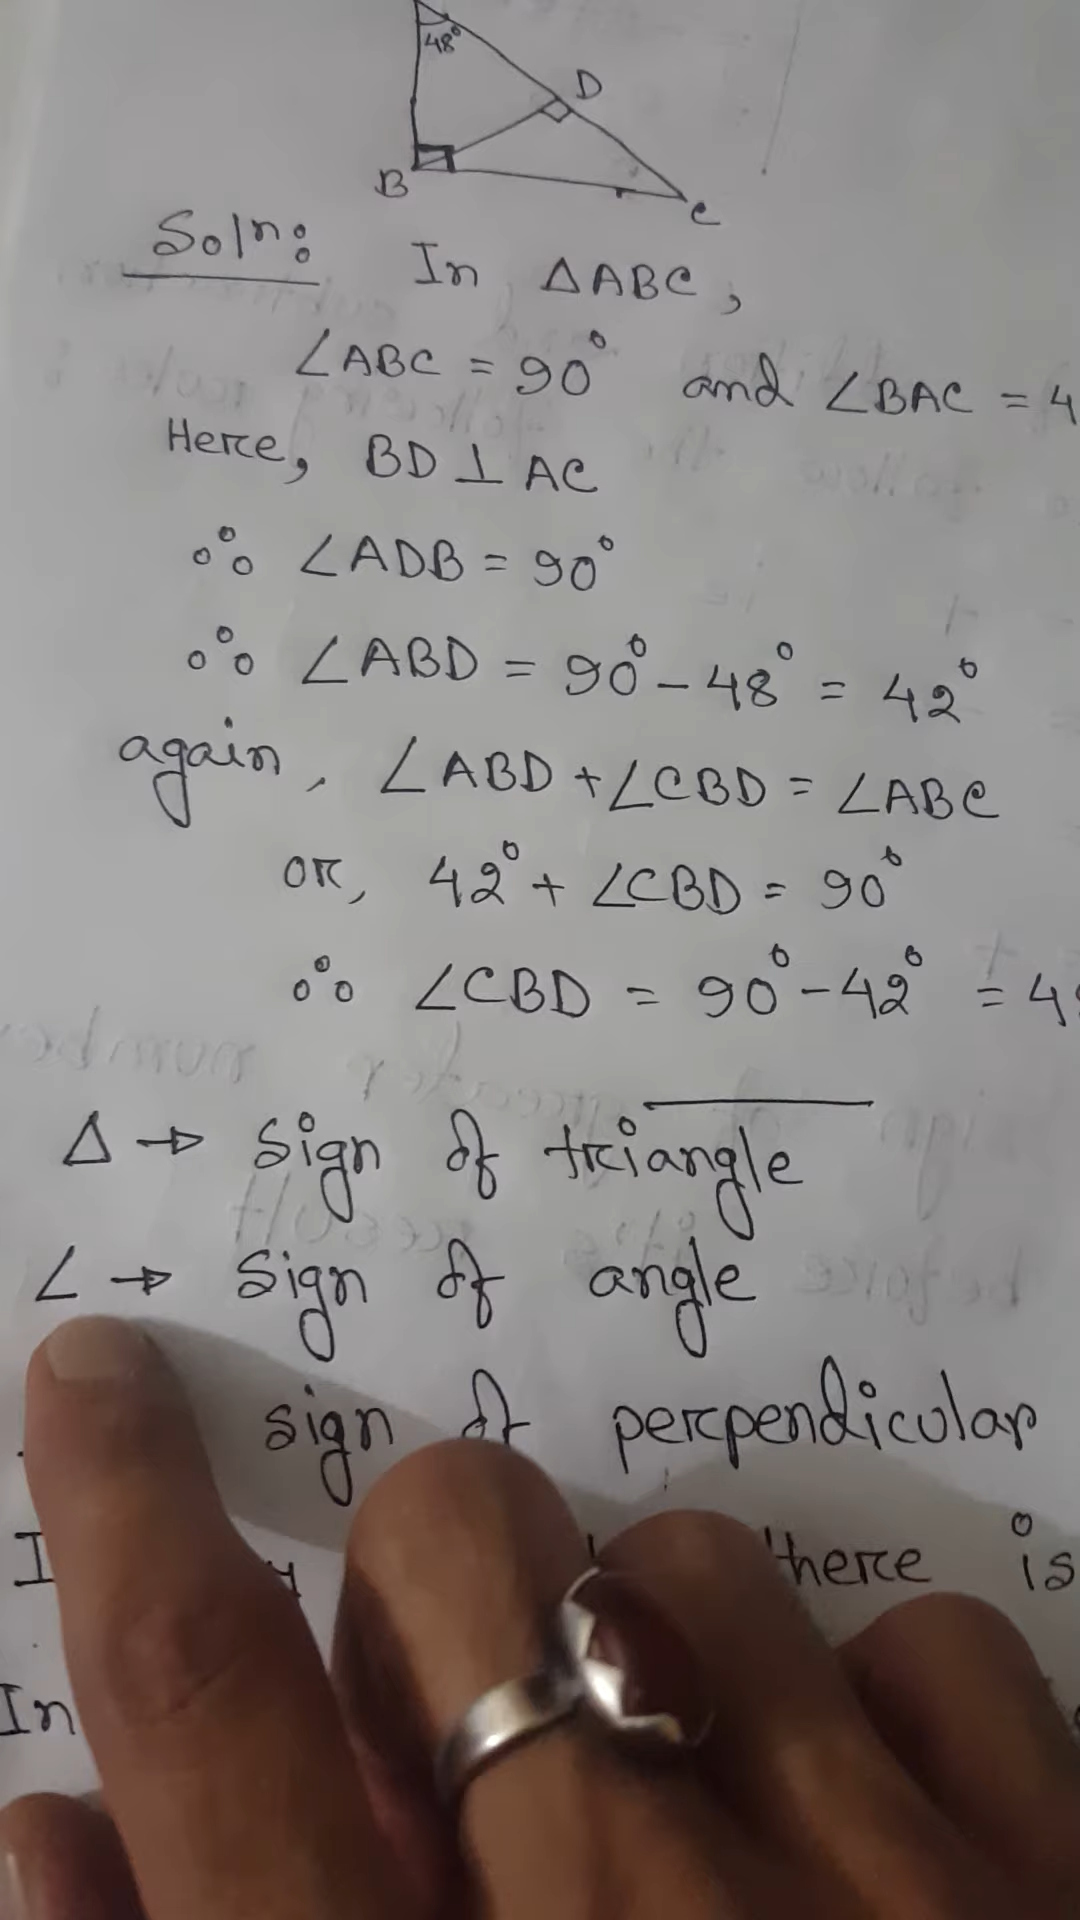 48°
D
B
C
Soln:
In ΔABC,
∠ABC = 90° and ∠BAC = 4
Here, BD ⊥ AC
∴ ∠ADB = 90°
∴ ∠ABD = 90° - 48° = 42°
again, ∠ABD + ∠CBD = ∠ABC
or, 42° + ∠CBD = 90°
∴ ∠CBD = 90° - 42° = 48
Δ → sign of triangle
∠ → sign of angle
sign of perpendicular
there is
In